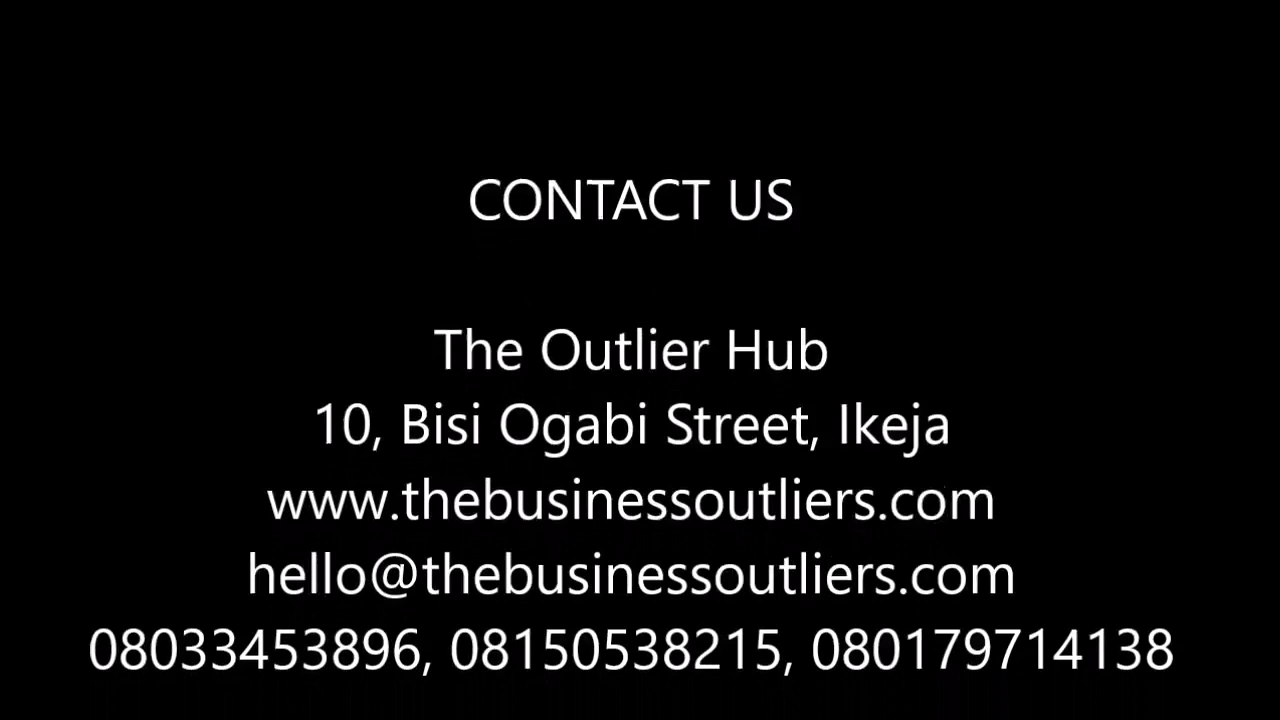 CONTACT US
The Outlier Hub
10, Bisi Ogabi Street, Ikeja
www.thebusinessoutliers.com
hello@thebusinessoutliers.com
08033453896, 08150538215, 080179714138